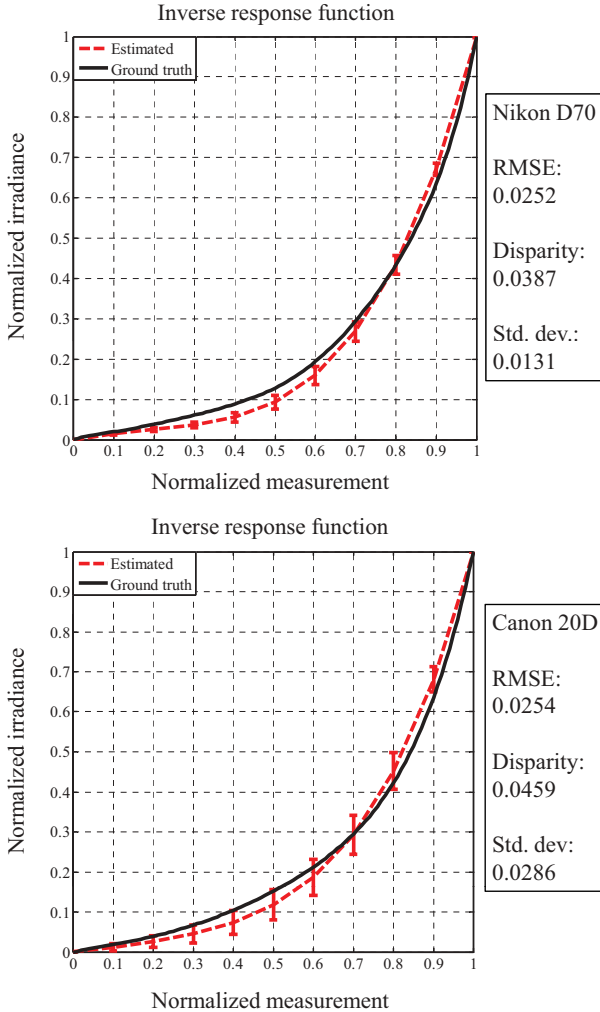 Inverse response function
Estimated
Ground truth
1
0.9
0.8
0.7
0.6
0.5
0.4
0.3
0.2
0.1
0
0 0.1 0.2 0.3 0.4 0.5 0.6 0.7 0.8 0.9 1
Normalized irradiance
Normalized measurement
Nikon D70
RMSE:
0.0252
Disparity:
0.0387
Std. dev.:
0.0131
Inverse response function
Estimated
Ground truth
1
0.9
0.8
0.7
0.6
0.5
0.4
0.3
0.2
0.1
0
0 0.1 0.2 0.3 0.4 0.5 0.6 0.7 0.8 0.9 1
Normalized irradiance
Normalized measurement
Canon 20D
RMSE:
0.0254
Disparity:
0.0459
Std. dev:
0.0286